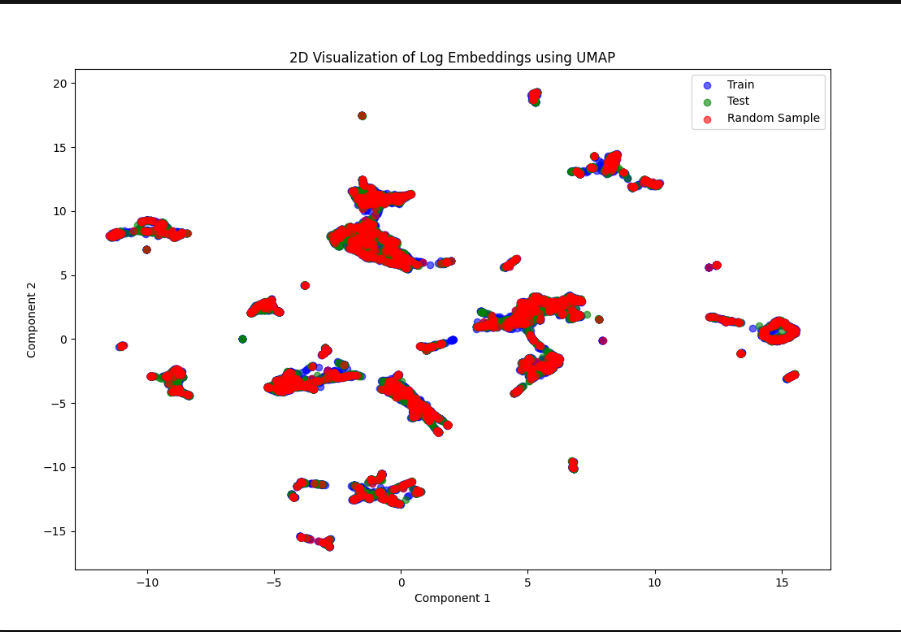 2D Visualization of Log Embeddings using UMAP
Train
Test
Random Sample
20
15
10
5
0
−5
−10
−15
Component 2
−10
−5
0
5
10
15
Component 1